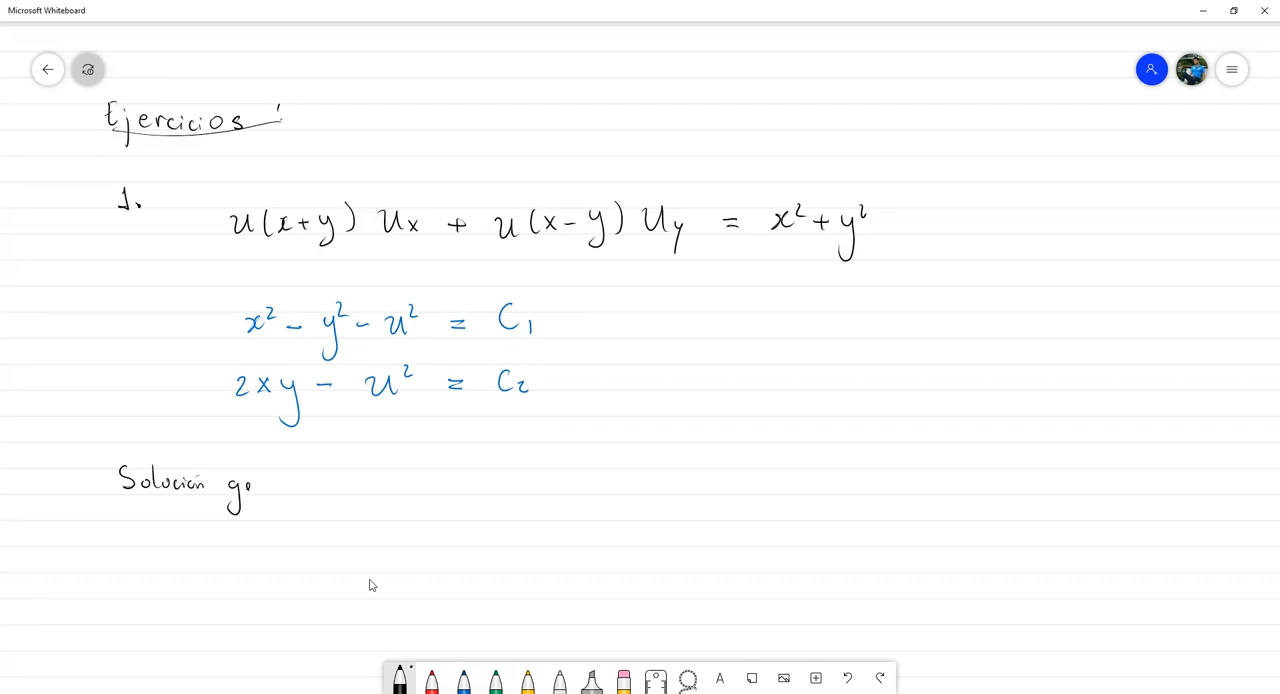 Microsoft Whiteboard
Ejercicios :
1.
u(x+y) Ux + u(x-y) Uy = x² + y²
x² - y² - u² = C₁
2xy - u² = C₂
Solución ge
A